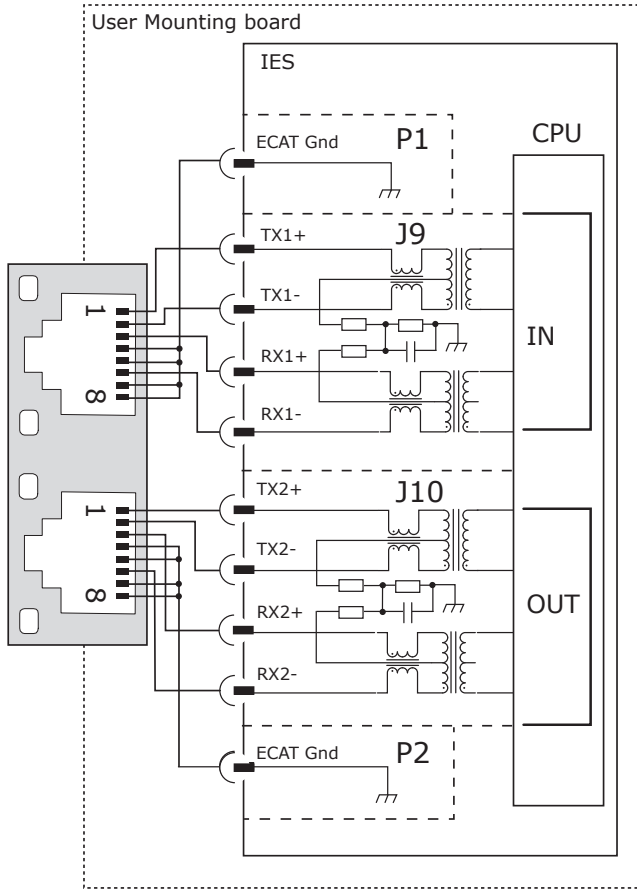 User Mounting board
IES
ECAT Gnd
P1
CPU
TX1+
J9
TX1-
IN
RX1+
RX1-
1
8
TX2+
J10
TX2-
OUT
RX2+
RX2-
1
8
ECAT Gnd
P2